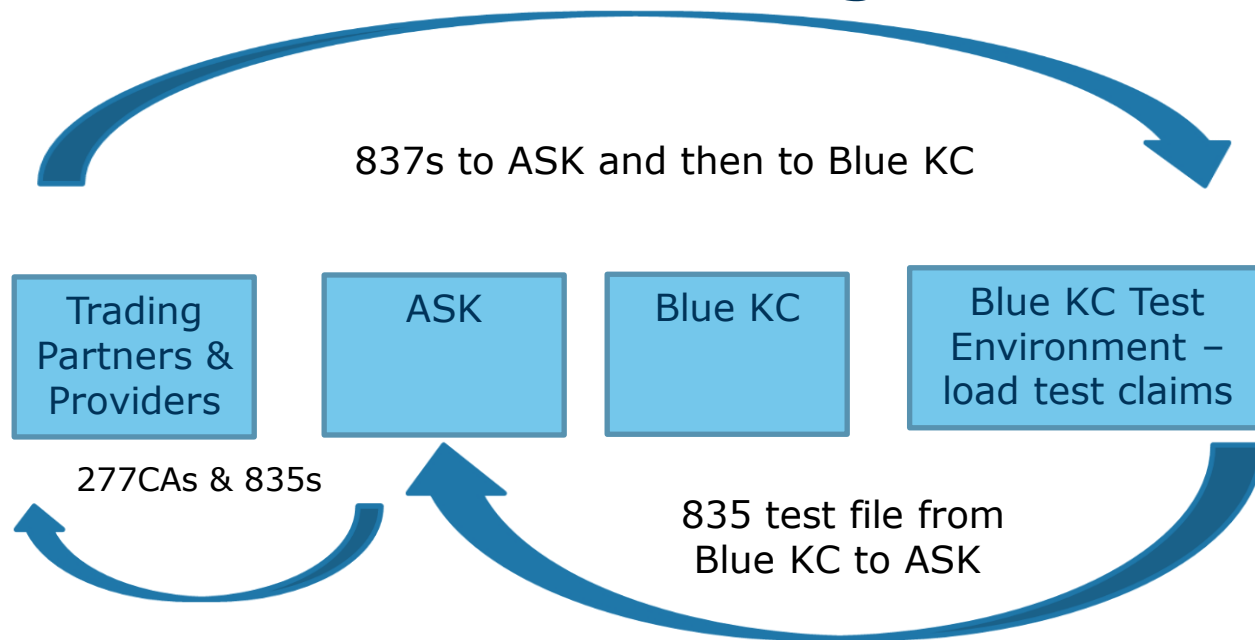 837s to ASK and then to Blue KC
Trading
Partners &
Providers
ASK
Blue KC
Blue KC Test
Environment –
load test claims
277CAs & 835s
835 test file from
Blue KC to ASK